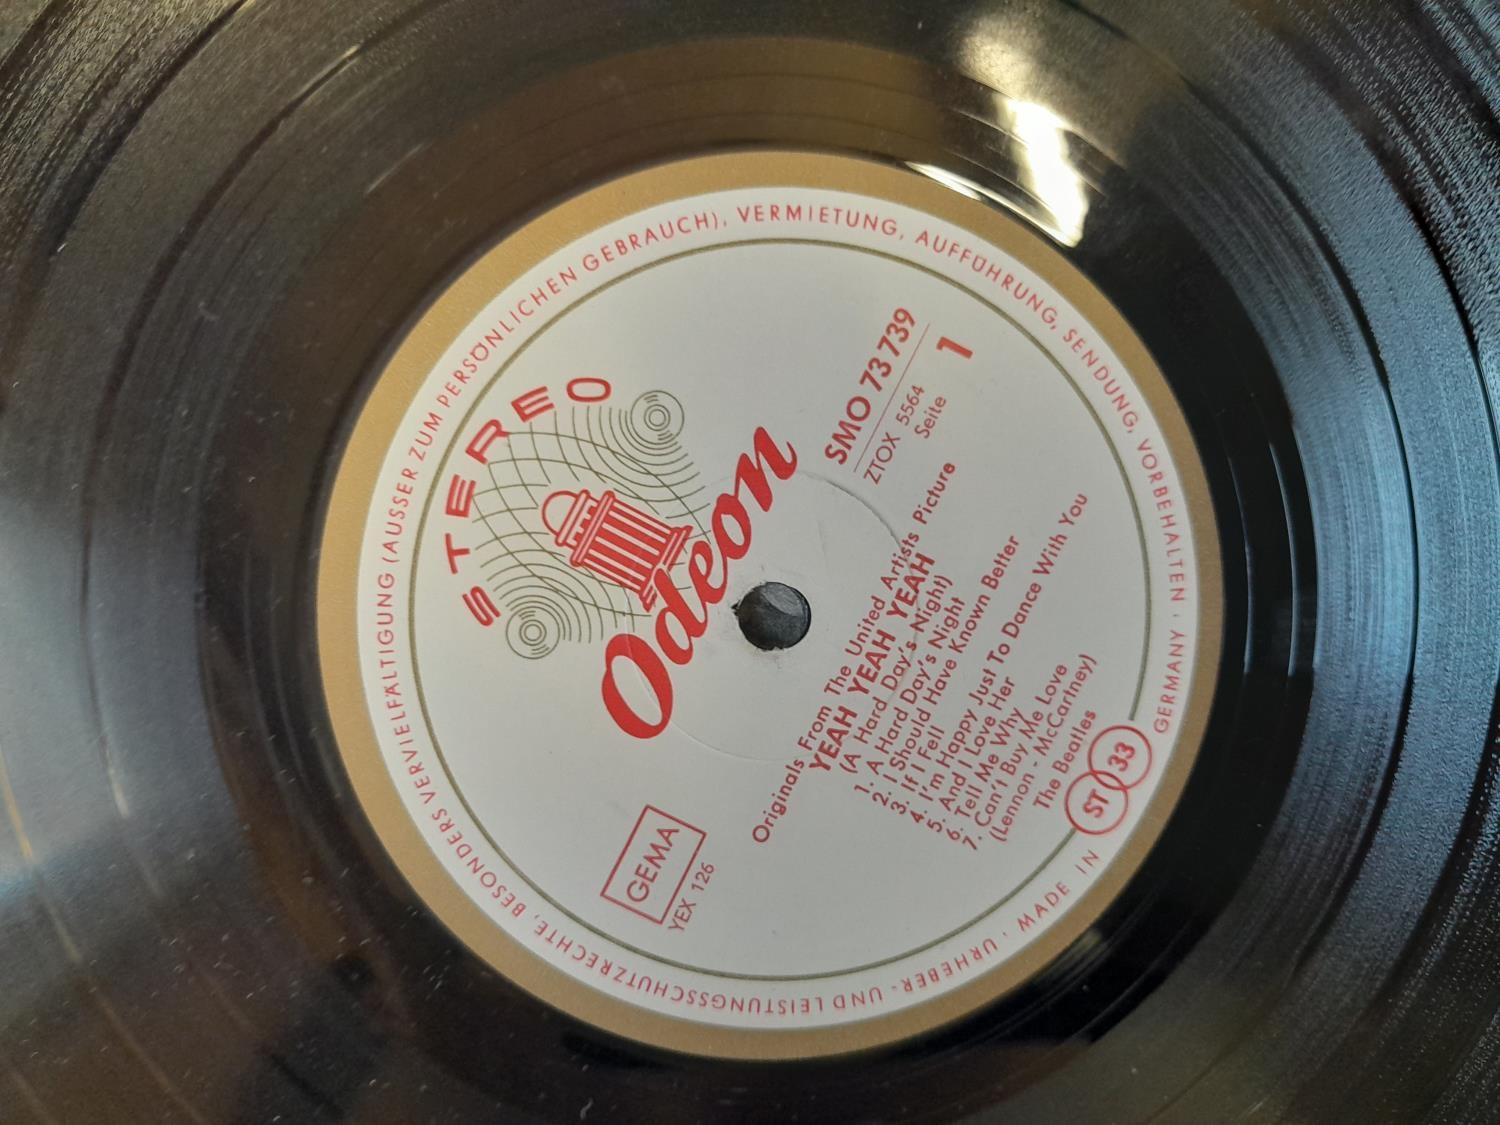 URHEBER- UND LEISTUNGSSCHUTZRECHTE, BESONDERS VERVIELFÄLTIGUNG (AUSSER ZUM PERSÖNLICHEN GEBRAUCH), VERMIETUNG, AUFFÜHRUNG, SENDUNG, VORBEHALTEN · GERMANY
MADE IN ·
STEREO
Odeon
GEMA
YEX 126
SMO 73 739
ZTOX 5564
Seite 1
Originals From The United Artists Picture
YEAH YEAH YEAH YEAH
(A Hard Day's Night)
1. A Hard Day's Night
2. I Should Have Known Better
3. If I Fell
4. I'm Happy Just To Dance With You
5. And I Love Her
6. Tell Me Why
7. Can't Buy Me Love
(Lennon - McCartney)
The Beatles
ST 33